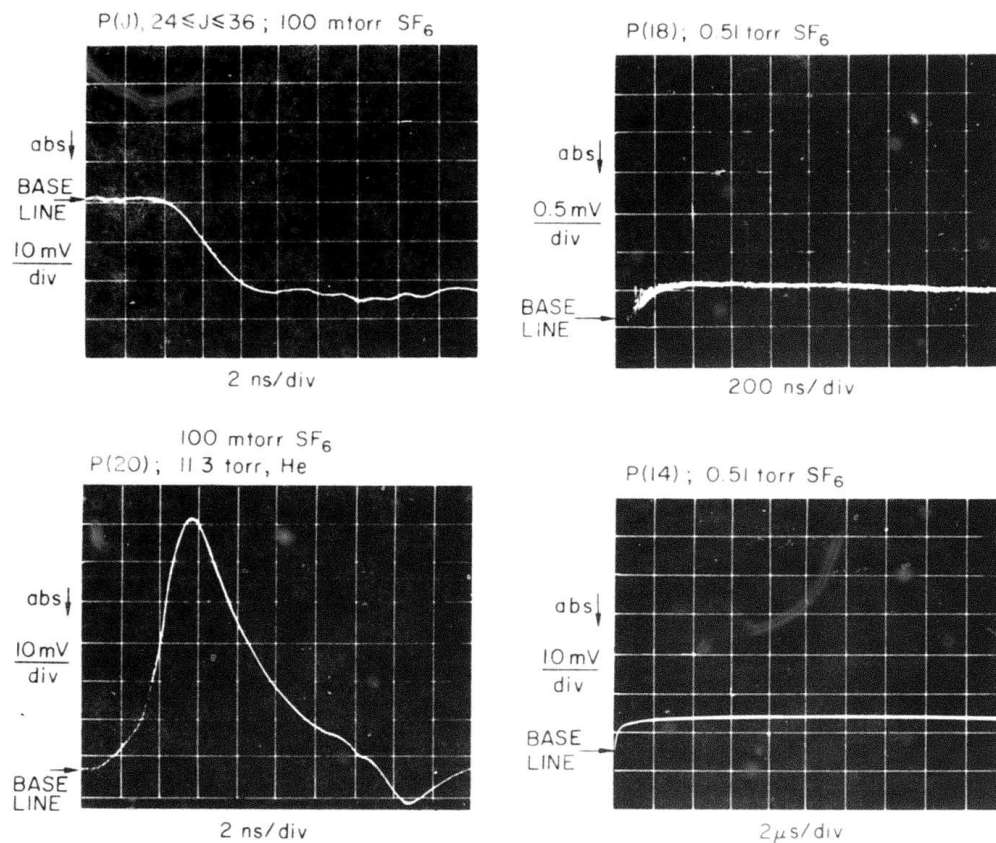 P(J), 24≤J≤36 ; 100 mtorr SF₆
abs↓
BASE
LINE
10 mV
div
2 ns/div
P(18); 0.51 torr SF₆
abs↓
0.5 mV
div
BASE
LINE
200 ns/div
100 mtorr SF₆
P(20); 11 3 torr, He
abs↓
10 mV
div
BASE
LINE
2 ns/div
P(14); 0.51 torr SF₆
abs↓
10 mV
div
BASE
LINE
2μs/div